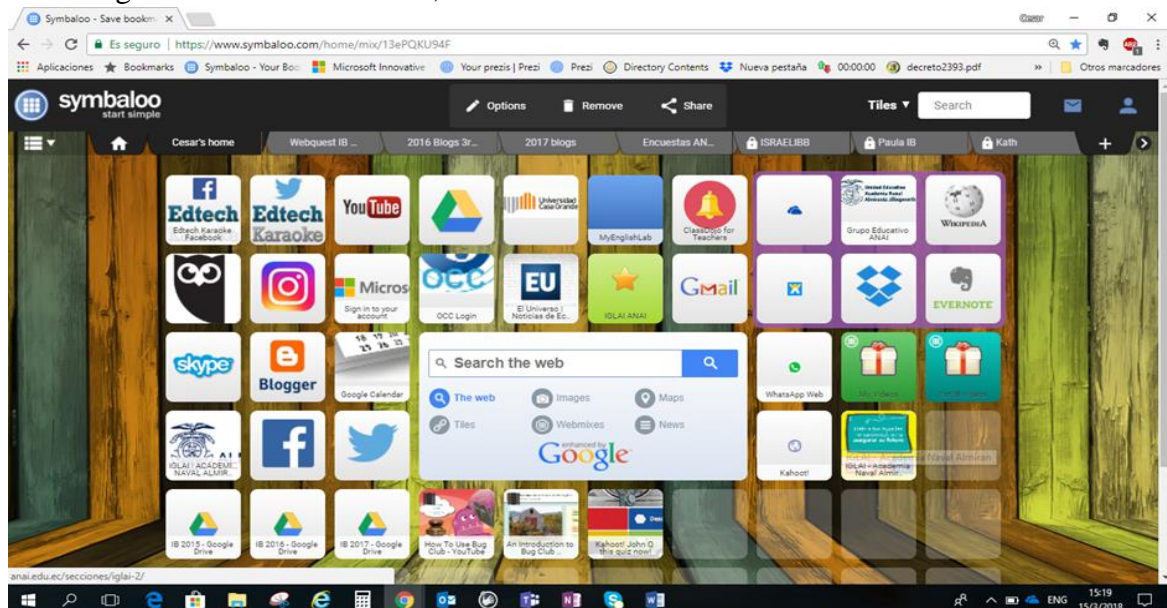 Symbaloo - Save bookm
Cesar
Es seguro | https://www.symbaloo.com/home/mix/13ePQKU94F
Aplicaciones Bookmarks Symbaloo - Your Boo Microsoft Innovative Your prezis | Prezi Prezi Directory Contents Nueva pestaña 00:00:00 decreto2393.pdf » Otros marcadores
symbaloo
start simple
Options Remove Share Tiles Search
Cesar's home Webquest IB ... 2016 Blogs 3r... 2017 blogs Encuestas AN... ISRAELIBB Paula IB Kath
Edtech Karaoke
Edtech Karaoke Facebook
Edtech Karaoke
YouTube
Universidad Casa Grande
MyEnglishLab
ClassDojo for Teachers
Grupo Educativo ANAI
WIKIPEDIA
Micros
Sign in to your account
OCC
OCC Login
EU
El Universo | Noticias de Ec...
IGLAI ANAI
Gmail
EVERNOTE
skype
Blogger
Google Calendar
Search the web
The web Images Maps
Tiles Webmixes News
enhanced by
Google
WhatsApp Web
IGLAI / ACADEMI... NAVAL ALMIR...
Kahoot!
IGLAI - Academia Naval Almir...
IB 2015 - Google Drive
IB 2016 - Google Drive
IB 2017 - Google Drive
How To Use Bug Club - YouTube
An Introduction to Bug Club ...
Kahoot! John Q this quiz now!
anai.edu.ec/secciones/iglai-2/
ENG 15:19
15/3/2018